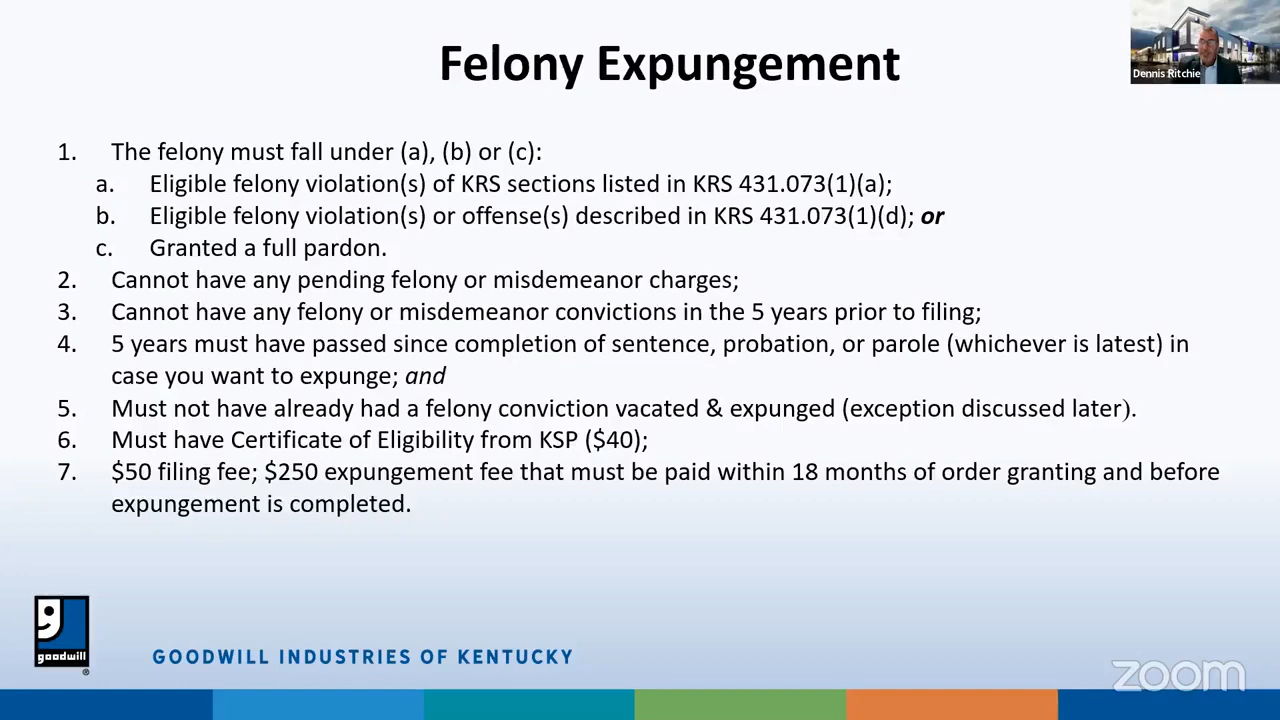 Felony Expungement
Dennis Ritchie
1. The felony must fall under (a), (b) or (c):
a. Eligible felony violation(s) of KRS sections listed in KRS 431.073(1)(a);
b. Eligible felony violation(s) or offense(s) described in KRS 431.073(1)(d); or
c. Granted a full pardon.
2. Cannot have any pending felony or misdemeanor charges;
3. Cannot have any felony or misdemeanor convictions in the 5 years prior to filing;
4. 5 years must have passed since completion of sentence, probation, or parole (whichever is latest) in
case you want to expunge; and
5. Must not have already had a felony conviction vacated & expunged (exception discussed later).
6. Must have Certificate of Eligibility from KSP ($40);
7. $50 filing fee; $250 expungement fee that must be paid within 18 months of order granting and before
expungement is completed.
goodwill
®
GOODWILL INDUSTRIES OF KENTUCKY
zoom